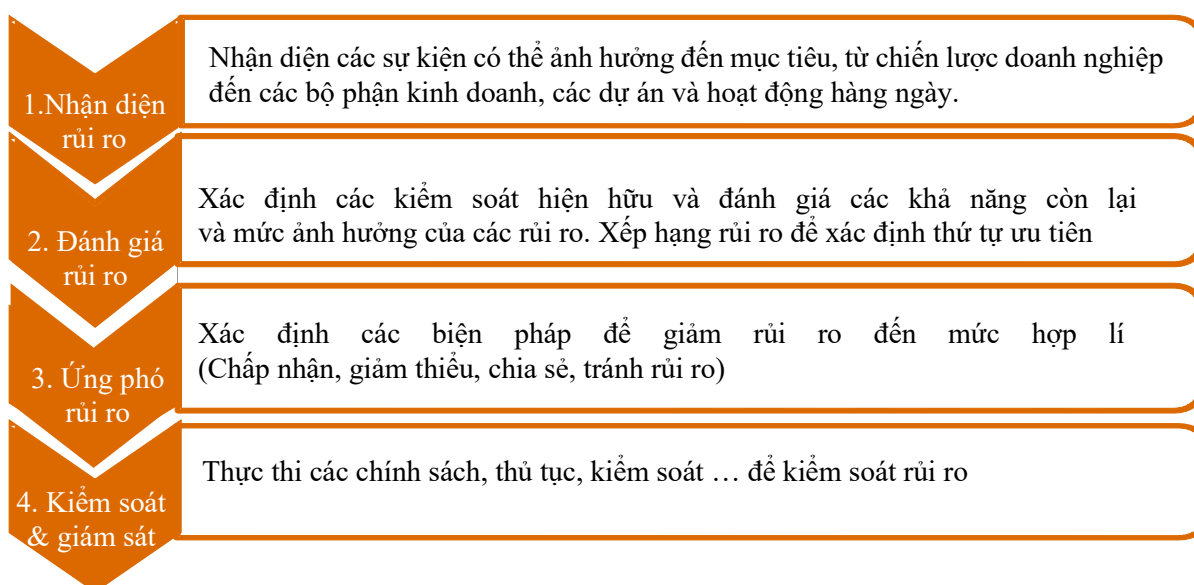 1.Nhận diện
rủi ro
Nhận diện các sự kiện có thể ảnh hưởng đến mục tiêu, từ chiến lược doanh nghiệp
đến các bộ phận kinh doanh, các dự án và hoạt động hàng ngày.
2. Đánh giá
rủi ro
Xác định các kiểm soát hiện hữu và đánh giá các khả năng còn lại
và mức ảnh hưởng của các rủi ro. Xếp hạng rủi ro để xác định thứ tự ưu tiên
3. Ứng phó
rủi ro
Xác định các biện pháp để giảm rủi ro đến mức hợp lí
(Chấp nhận, giảm thiểu, chia sẻ, tránh rủi ro)
4. Kiểm soát
& giám sát
Thực thi các chính sách, thủ tục, kiểm soát … để kiểm soát rủi ro